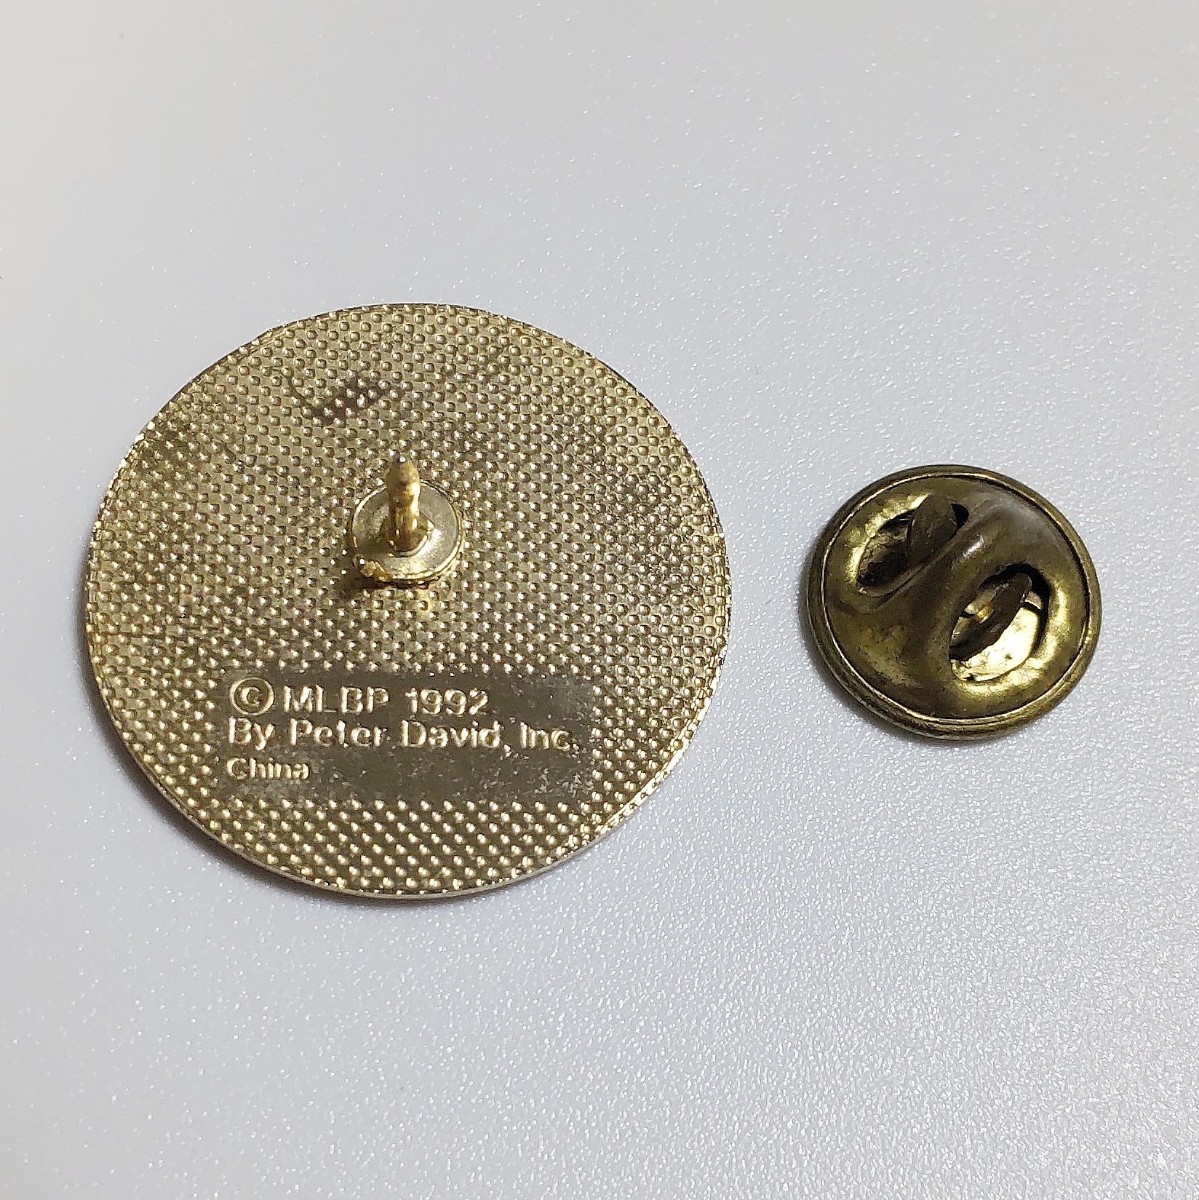 © MLBP 1992
By Peter David, Inc.
China